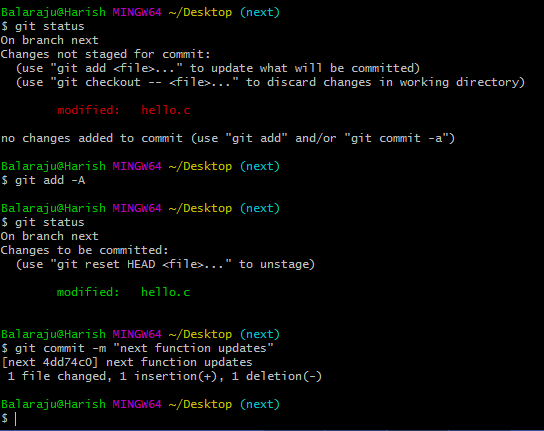 Balaraju@Harish MINGW64 ~/Desktop (next)
$ git status
On branch next
Changes not staged for commit:
  (use "git add <file>..." to update what will be committed)
  (use "git checkout -- <file>..." to discard changes in working directory)

        modified:   hello.c

no changes added to commit (use "git add" and/or "git commit -a")

Balaraju@Harish MINGW64 ~/Desktop (next)
$ git add -A

Balaraju@Harish MINGW64 ~/Desktop (next)
$ git status
On branch next
Changes to be committed:
  (use "git reset HEAD <file>..." to unstage)

        modified:   hello.c

Balaraju@Harish MINGW64 ~/Desktop (next)
$ git commit -m "next function updates"
[next 4dd74c0] next function updates
 1 file changed, 1 insertion(+), 1 deletion(-)

Balaraju@Harish MINGW64 ~/Desktop (next)
$